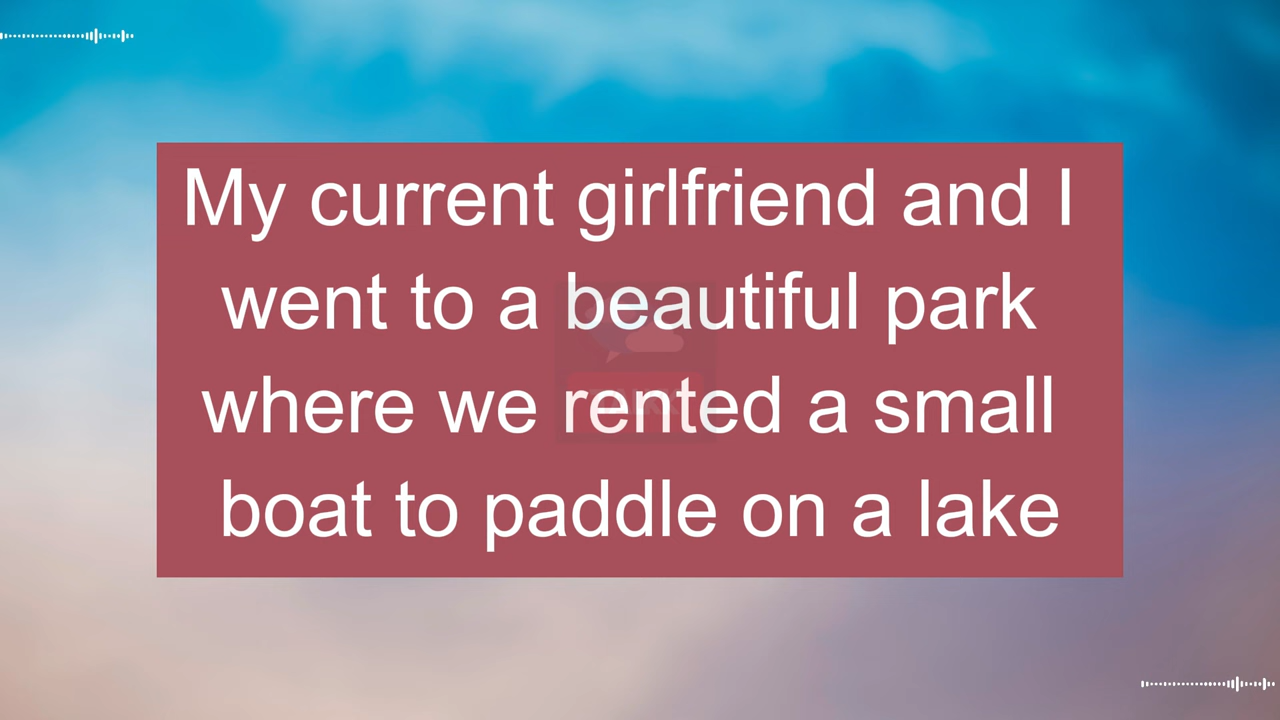 My current girlfriend and I
went to a beautiful park
where we rented a small
boat to paddle on a lake